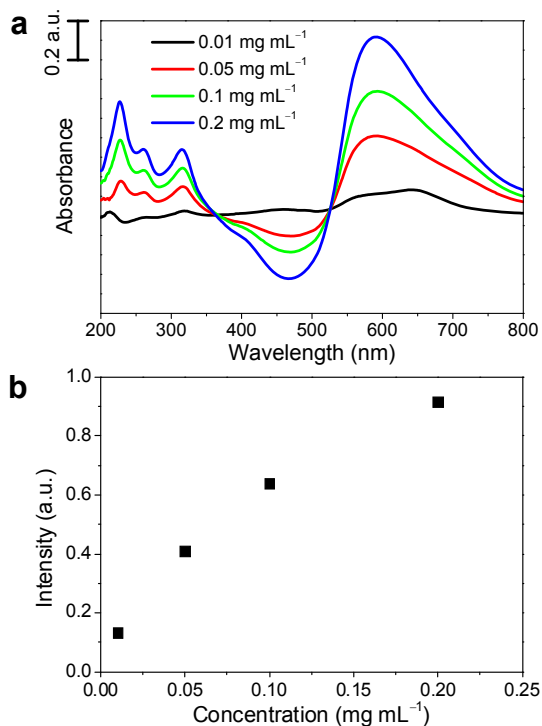 a
0.2 a.u.
0.01 mg mL⁻¹
0.05 mg mL⁻¹
0.1 mg mL⁻¹
0.2 mg mL⁻¹
Absorbance
200 300 400 500 600 700 800
Wavelength (nm)
b
1.0
0.8
0.6
0.4
0.2
0.0
Intensity (a.u.)
0.00 0.05 0.10 0.15 0.20 0.25
Concentration (mg mL⁻¹)